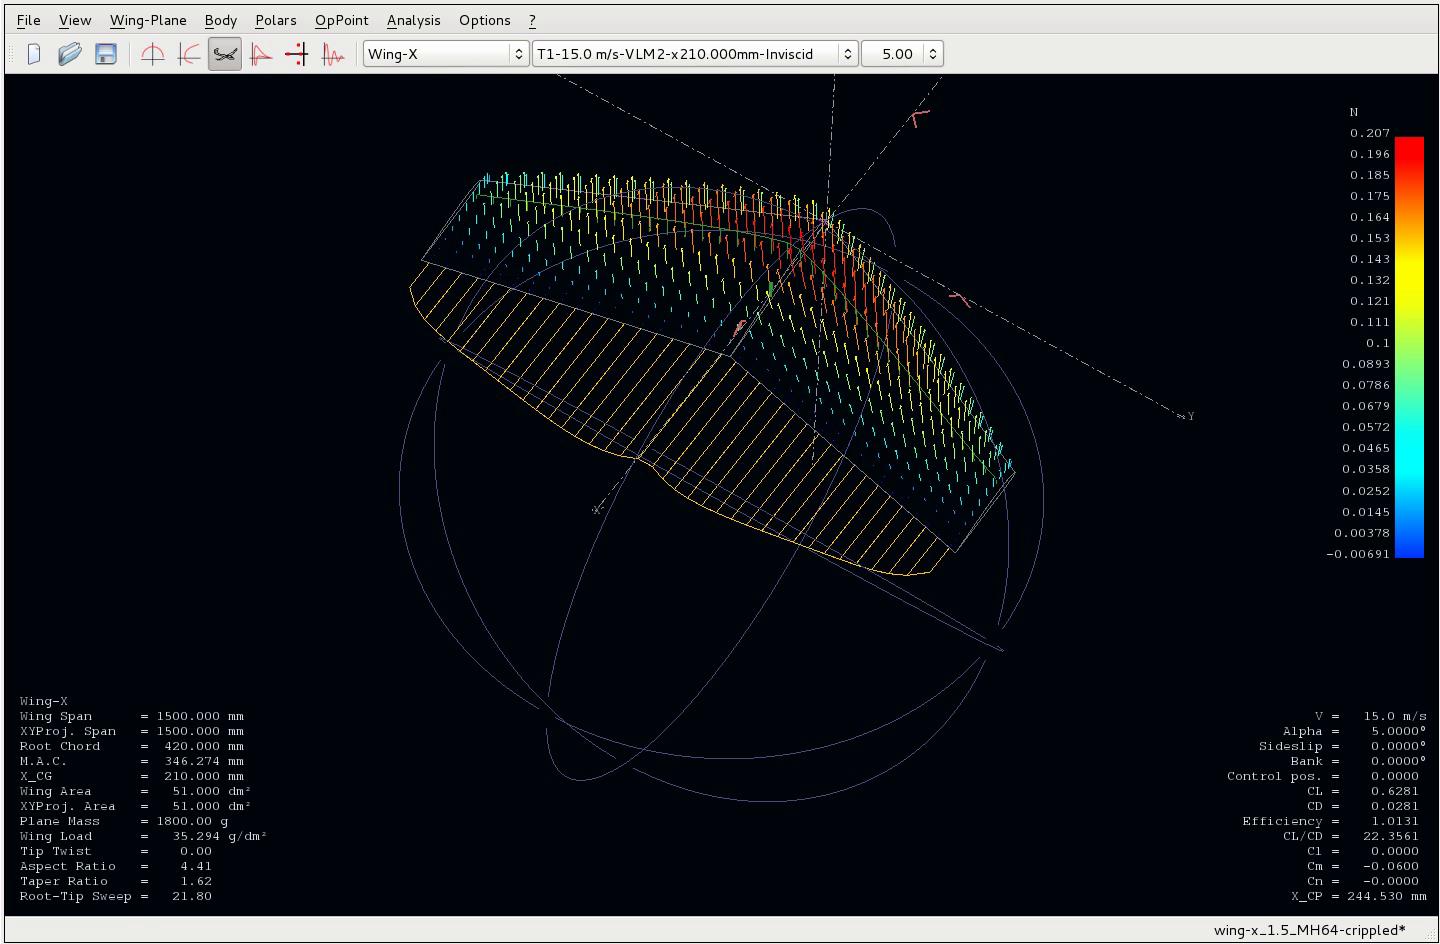 File View Wing-Plane Body Polars OpPoint Analysis Options ?
Wing-X T1-15.0 m/s-VLM2-x210.000mm-Inviscid 5.00
N
0.207
0.196
0.185
0.175
0.164
0.153
0.143
0.132
0.121
0.111
0.1
0.0893
0.0786
0.0679
0.0572
0.0465
0.0358
0.0252
0.0145
0.00378
-0.00691
Y
X
Wing-X
Wing Span = 1500.000 mm
XYProj. Span = 1500.000 mm
Root Chord = 420.000 mm
M.A.C. = 346.274 mm
X_CG = 210.000 mm
Wing Area = 51.000 dm²
XYProj. Area = 51.000 dm²
Plane Mass = 1800.00 g
Wing Load = 35.294 g/dm²
Tip Twist = 0.00
Aspect Ratio = 4.41
Taper Ratio = 1.62
Root-Tip Sweep = 21.80
V = 15.0 m/s
Alpha = 5.0000°
Sideslip = 0.0000°
Bank = 0.0000°
Control pos. = 0.0000
CL = 0.6281
CD = 0.0281
Efficiency = 1.0131
CL/CD = 22.3561
Cl = 0.0000
Cm = -0.0600
Cn = -0.0000
X_CP = 244.530 mm
wing-x_1.5_MH64-crippled*